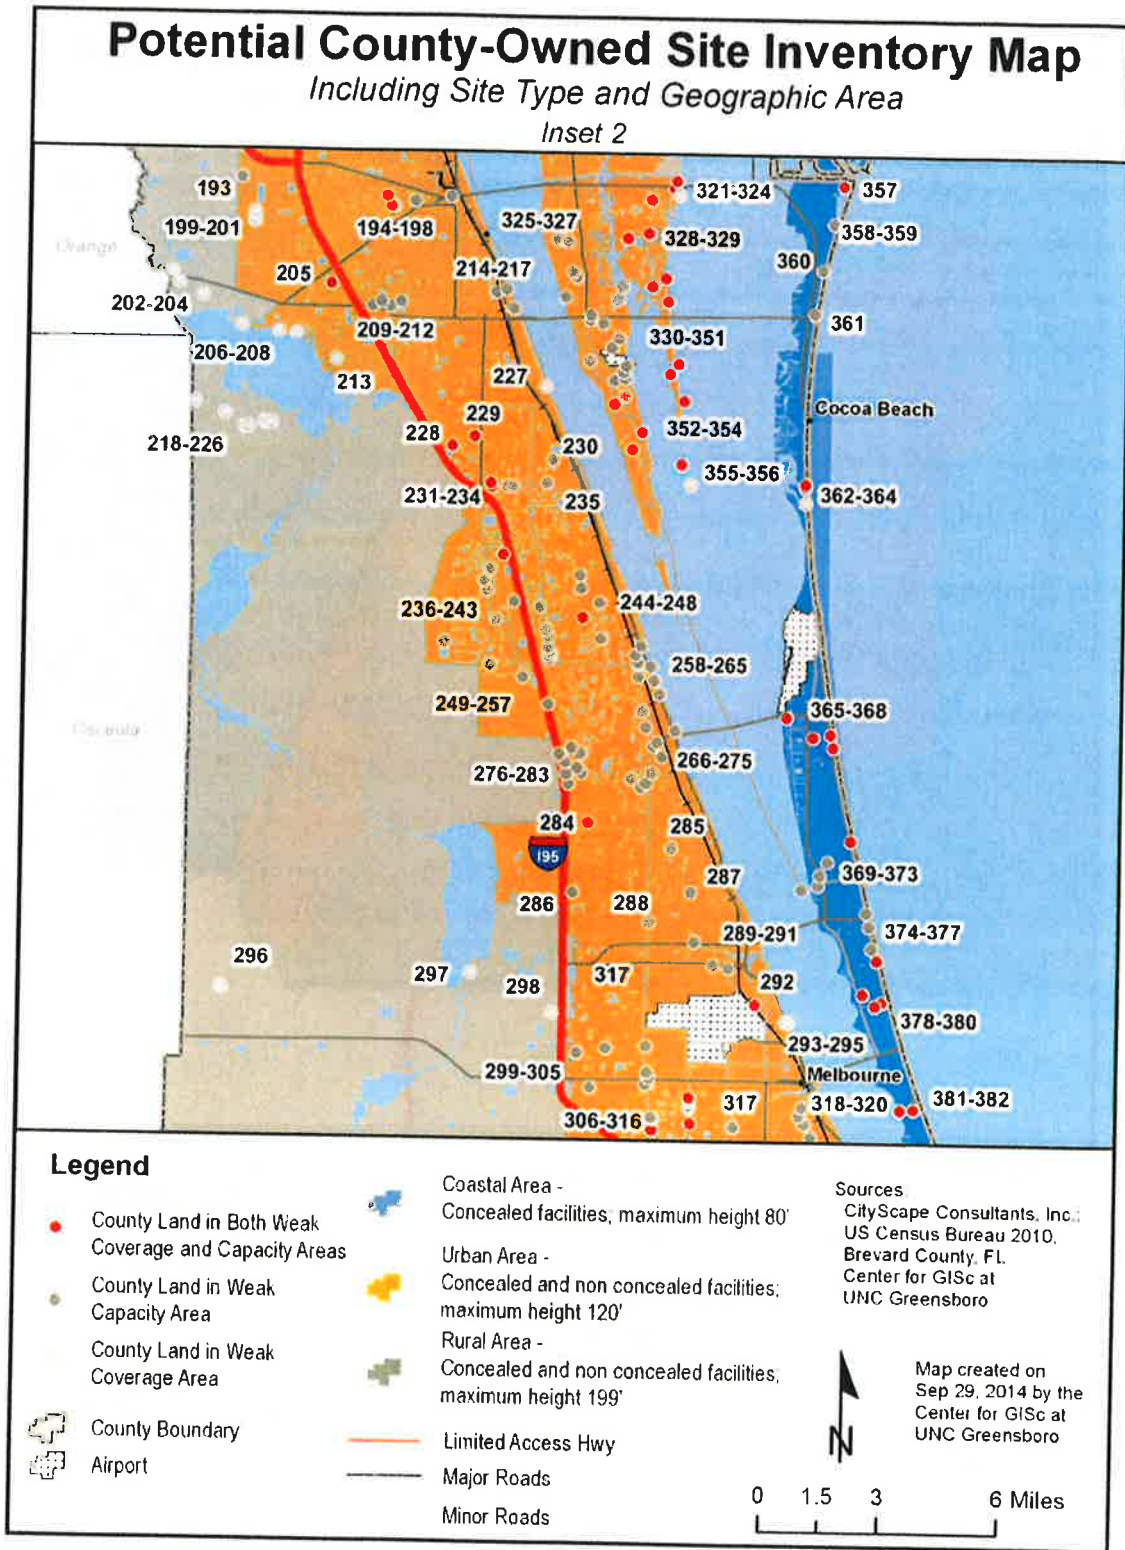 Potential County-Owned Site Inventory Map
Including Site Type and Geographic Area
Inset 2
193
199-201
Orange
194-198
325-327
321-324
357
328-329
358-359
205
214-217
360
202-204
209-212
361
206-208
330-351
213
227
229
Cocoa Beach
228
352-354
218-226
230
355-356
231-234
235
362-364
236-243
244-248
258-265
249-257
365-368
Osceola
276-283
266-275
284
285
195
287
369-373
286
288
374-377
289-291
296
297
317
292
298
378-380
293-295
299-305
Melbourne
306-316
317
318-320
381-382
Legend
County Land in Both Weak
Coverage and Capacity Areas
County Land in Weak
Capacity Area
County Land in Weak
Coverage Area
County Boundary
Airport
Coastal Area -
Concealed facilities; maximum height 80'
Urban Area -
Concealed and non concealed facilities;
maximum height 120'
Rural Area -
Concealed and non concealed facilities;
maximum height 199'
Limited Access Hwy
Major Roads
Minor Roads
Sources
CityScape Consultants, Inc.;
US Census Bureau 2010,
Brevard County, FL.
Center for GISc at
UNC Greensboro
N
Map created on
Sep 29, 2014 by the
Center for GISc at
UNC Greensboro
0 1.5 3 6 Miles